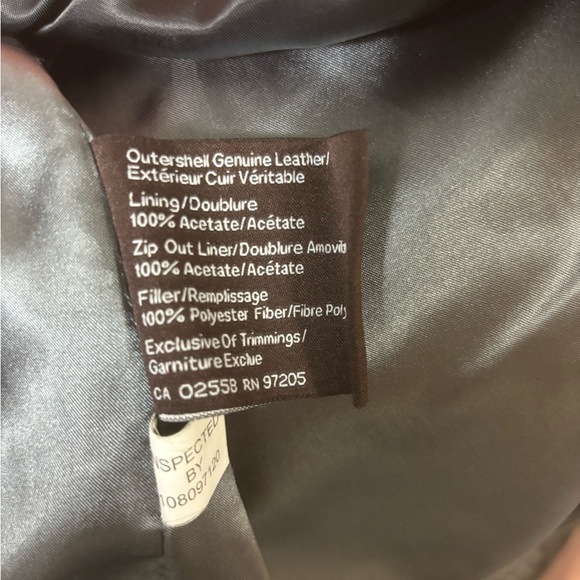 Outershell Genuine Leather/
Extérieur Cuir Véritable
Lining/Doublure
100% Acetate/Acétate
Zip Out Liner/Doublure Amovib
100% Acetate/Acétate
Filler/Remplissage
100% Polyester Fiber/Fibre Poly
Exclusive Of Trimmings/
Garniture Exclue
CA 02558 RN 97205
INSPECTED
BY
108097120